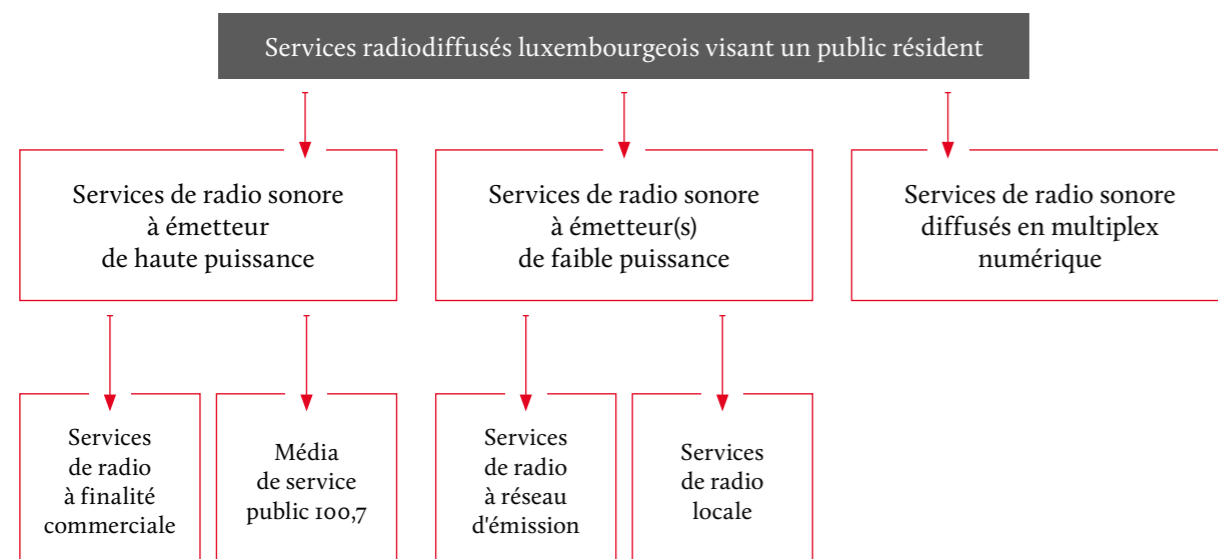 Services radiodiffusés luxembourgeois visant un public résident
Services de radio sonore
à émetteur
de haute puissance
Services de radio sonore
à émetteur(s)
de faible puissance
Services de radio sonore
diffusés en multiplex
numérique
Services
de radio
à finalité
commerciale
Média
de service
public 100,7
Services
de radio
à réseau
d'émission
Services
de radio
locale